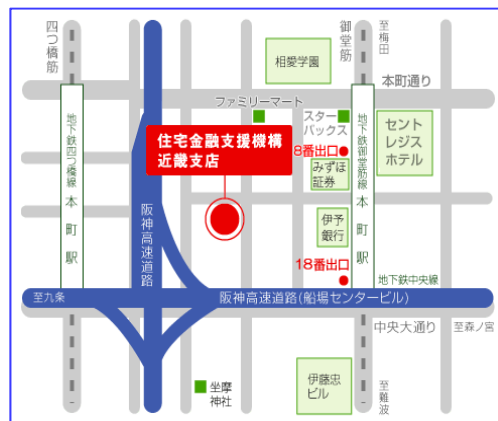 四つ橋筋
御堂筋
至梅田
相愛学園
本町通り
ファミリーマート
スター
バックス
セント
レジス
ホテル
住宅金融支援機構
近畿支店
8番出口
みずほ
証券
地下鉄四つ橋線
本町駅
地下鉄御堂筋線
本町駅
阪神高速道路
伊予
銀行
18番出口
地下鉄中央線
至九条
阪神高速道路(船場センタービル)
中央大通り
至森ノ宮
坐摩
神社
伊藤忠
ビル
至難波